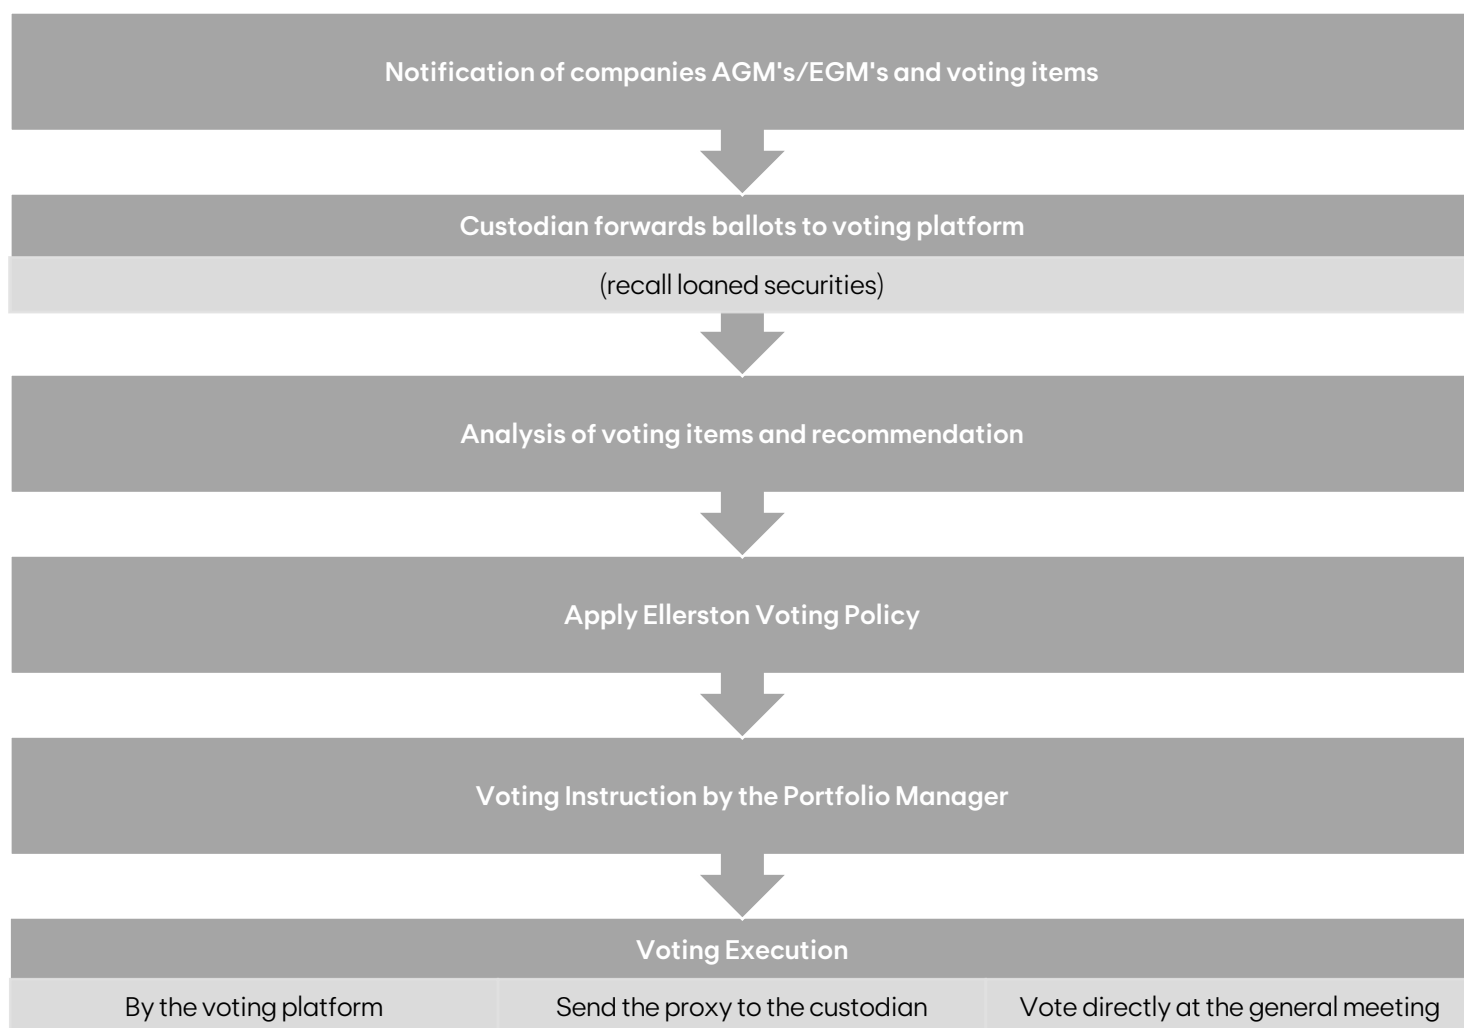 Notification of companies AGM's/EGM's and voting items
Custodian forwards ballots to voting platform
(recall loaned securities)
Analysis of voting items and recommendation
Apply Ellerston Voting Policy
Voting Instruction by the Portfolio Manager
Voting Execution
By the voting platform
Send the proxy to the custodian
Vote directly at the general meeting